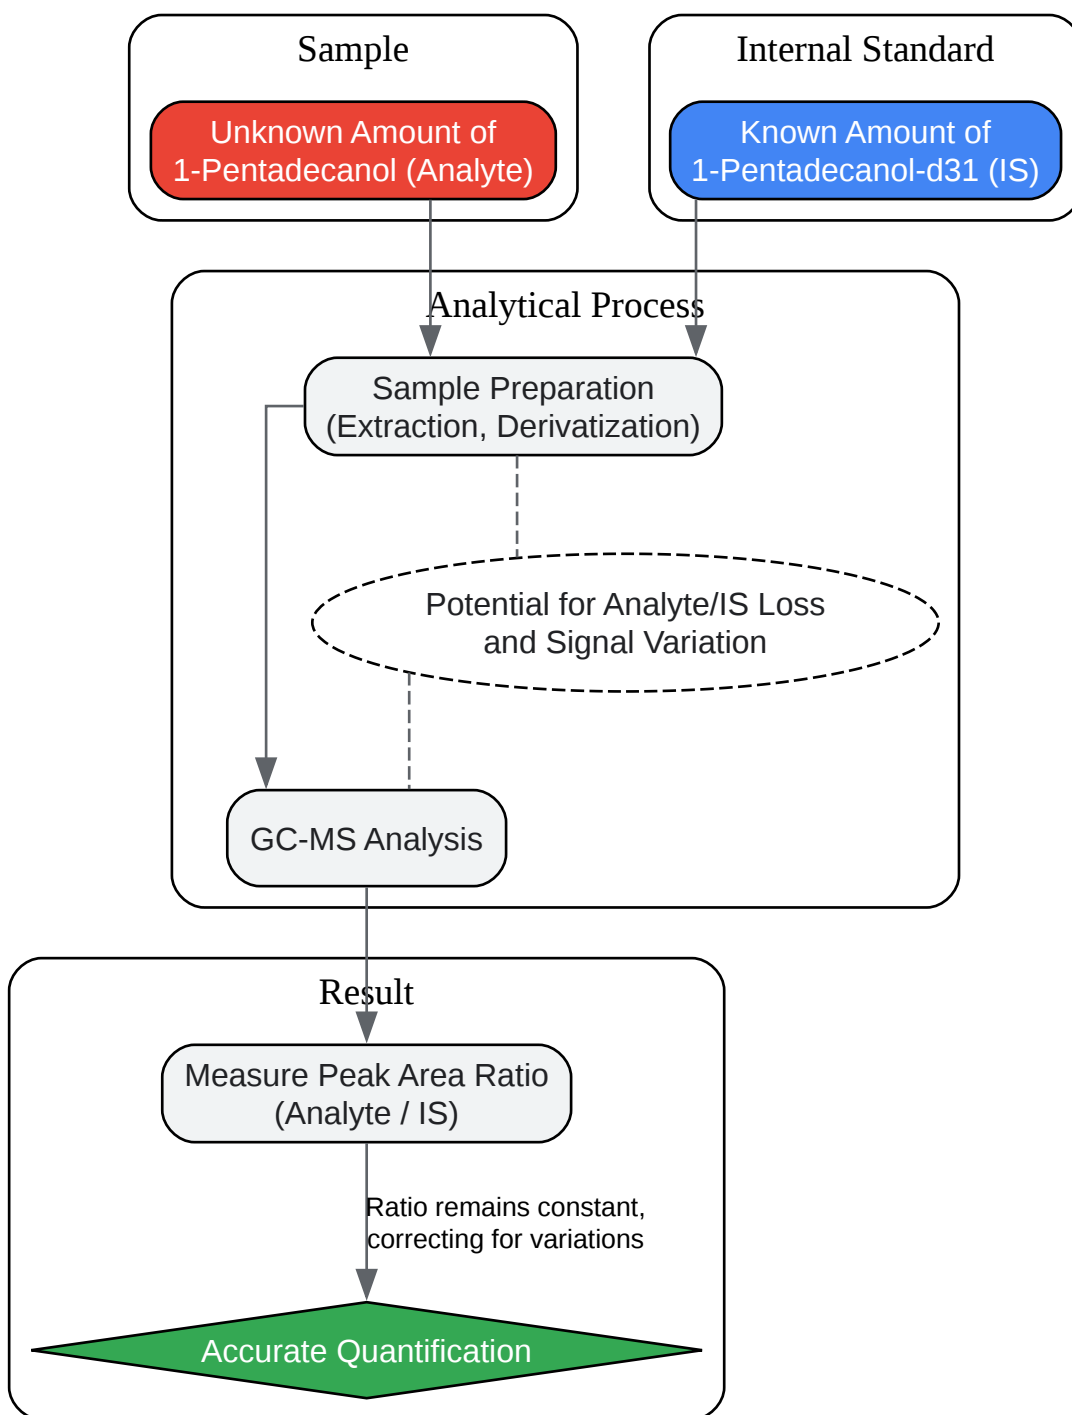 Sample
Unknown Amount of
1-Pentadecanol (Analyte)
Internal Standard
Known Amount of
1-Pentadecanol-d31 (IS)
Analytical Process
Sample Preparation
(Extraction, Derivatization)
Potential for Analyte/IS Loss
and Signal Variation
GC-MS Analysis
Result
Measure Peak Area Ratio
(Analyte / IS)
Ratio remains constant,
correcting for variations
Accurate Quantification